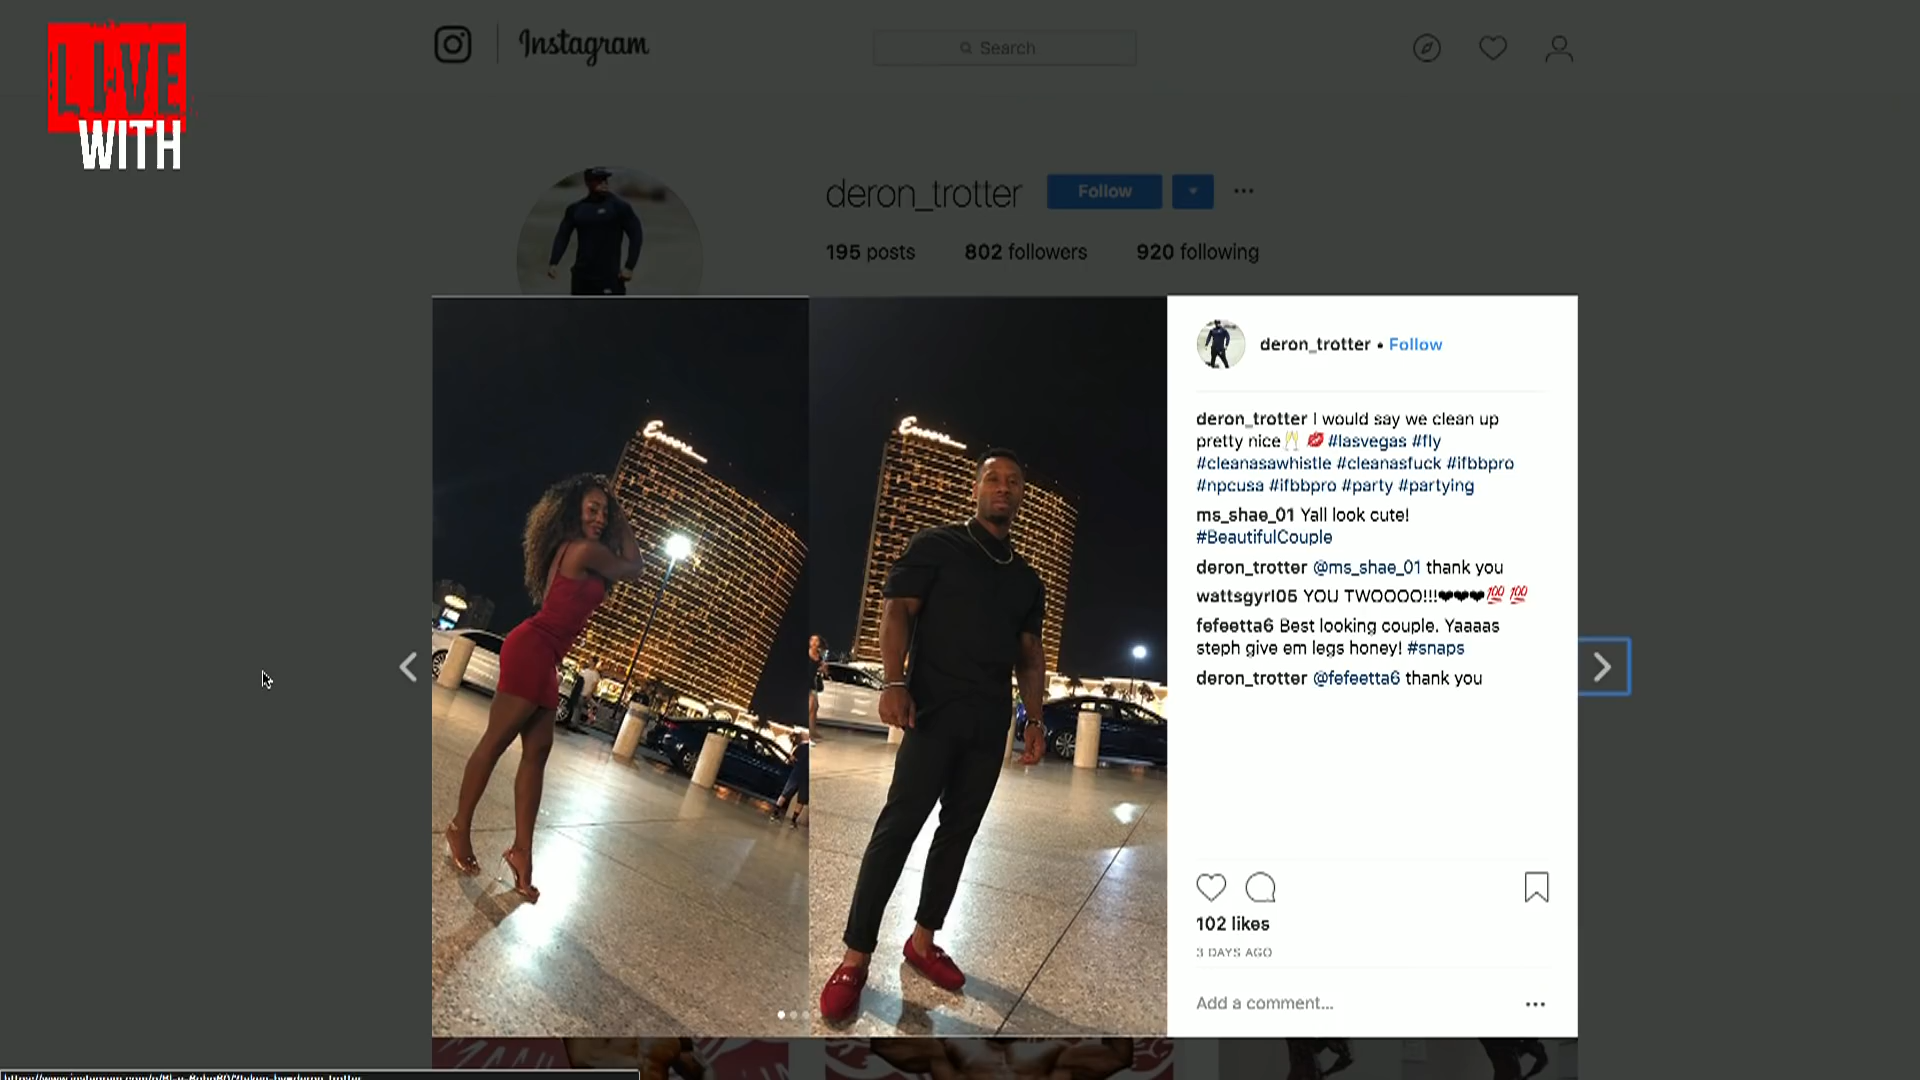 LIVE
WITH
Instagram
Search
deron_trotter
Follow
195 posts 802 followers 920 following
Encore
Encore
deron_trotter • Follow
deron_trotter I would say we clean up
pretty nice🥂 💋 #lasvegas #fly
#cleanasawhistle #cleanasfuck #ifbbpro
#npcusa #ifbbpro #party #partying
ms_shae_01 Yall look cute!
#BeautifulCouple
deron_trotter @ms_shae_01 thank you
wattsgyrl05 YOU TWOOOO!!!❤❤❤💯 💯
fefeetta6 Best looking couple. Yaaaas
steph give em legs honey! #snaps
deron_trotter @fefeetta6 thank you
102 likes
3 DAYS AGO
Add a comment...